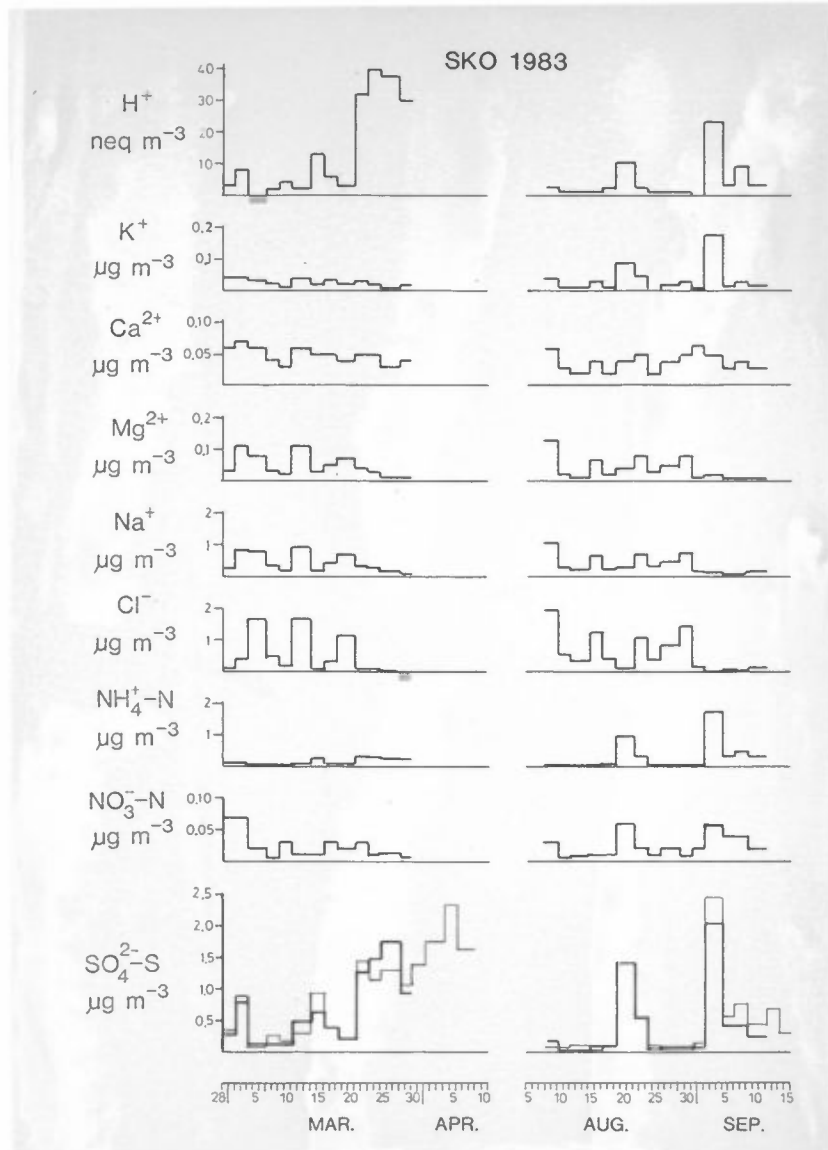 SKO 1983
H⁺
neq m⁻³
40
30
20
10
K⁺
µg m⁻³
0,2
0,1
Ca²⁺
µg m⁻³
0,10
0,05
Mg²⁺
µg m⁻³
0,2
0,1
Na⁺
µg m⁻³
2
1
Cl⁻
µg m⁻³
2
1
NH₄⁺-N
µg m⁻³
2
1
NO₃⁻-N
µg m⁻³
0,10
0,05
SO₄²⁻-S
µg m⁻³
2,5
2,0
1,5
1,0
0,5
28 5 10 15 20 25 30 5 10 5 10 15 20 25 30 5 10 15
MAR. APR. AUG. SEP.